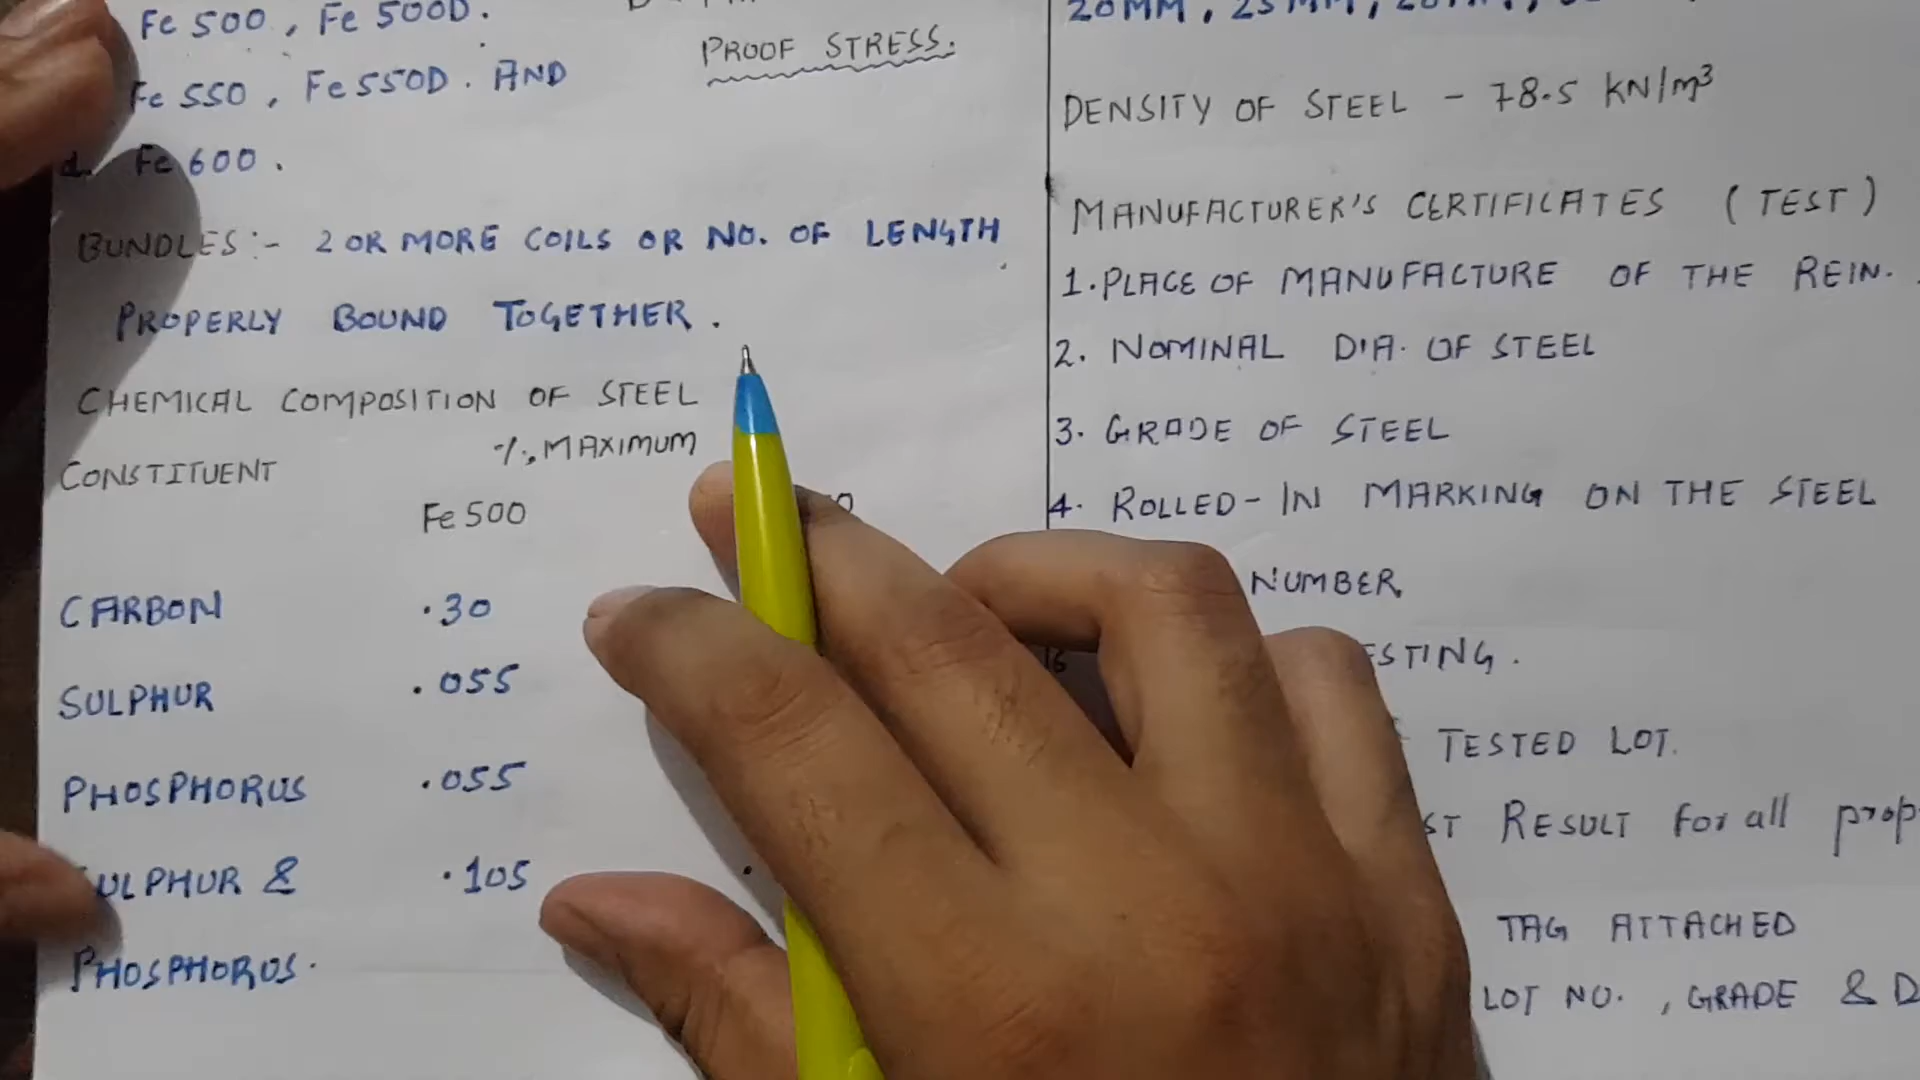 Fe 500, Fe 500D.
Fe 550, Fe 550D. AND
d. Fe 600.
PROOF STRESS.
BUNDLES:- 2 OR MORE COILS OR NO. OF LENGTH
PROPERLY BOUND TOGETHER.
CHEMICAL COMPOSITION OF STEEL
CONSTITUENT %, MAXIMUM
Fe 500
CARBON .30
SULPHUR .055
PHOSPHORUS .055
SULPHUR & .105
PHOSPHORUS.
20MM, 25MM,
DENSITY OF STEEL - 78.5 KN/m³
MANUFACTURER'S CERTIFICATES (TEST)
1. PLACE OF MANUFACTURE OF THE REIN.
2. NOMINAL DIA. OF STEEL
3. GRADE OF STEEL
4. ROLLED-IN MARKING ON THE STEEL
NUMBER
TESTED LOT.
RESULT for all
TAG ATTACHED
LOT NO., GRADE &